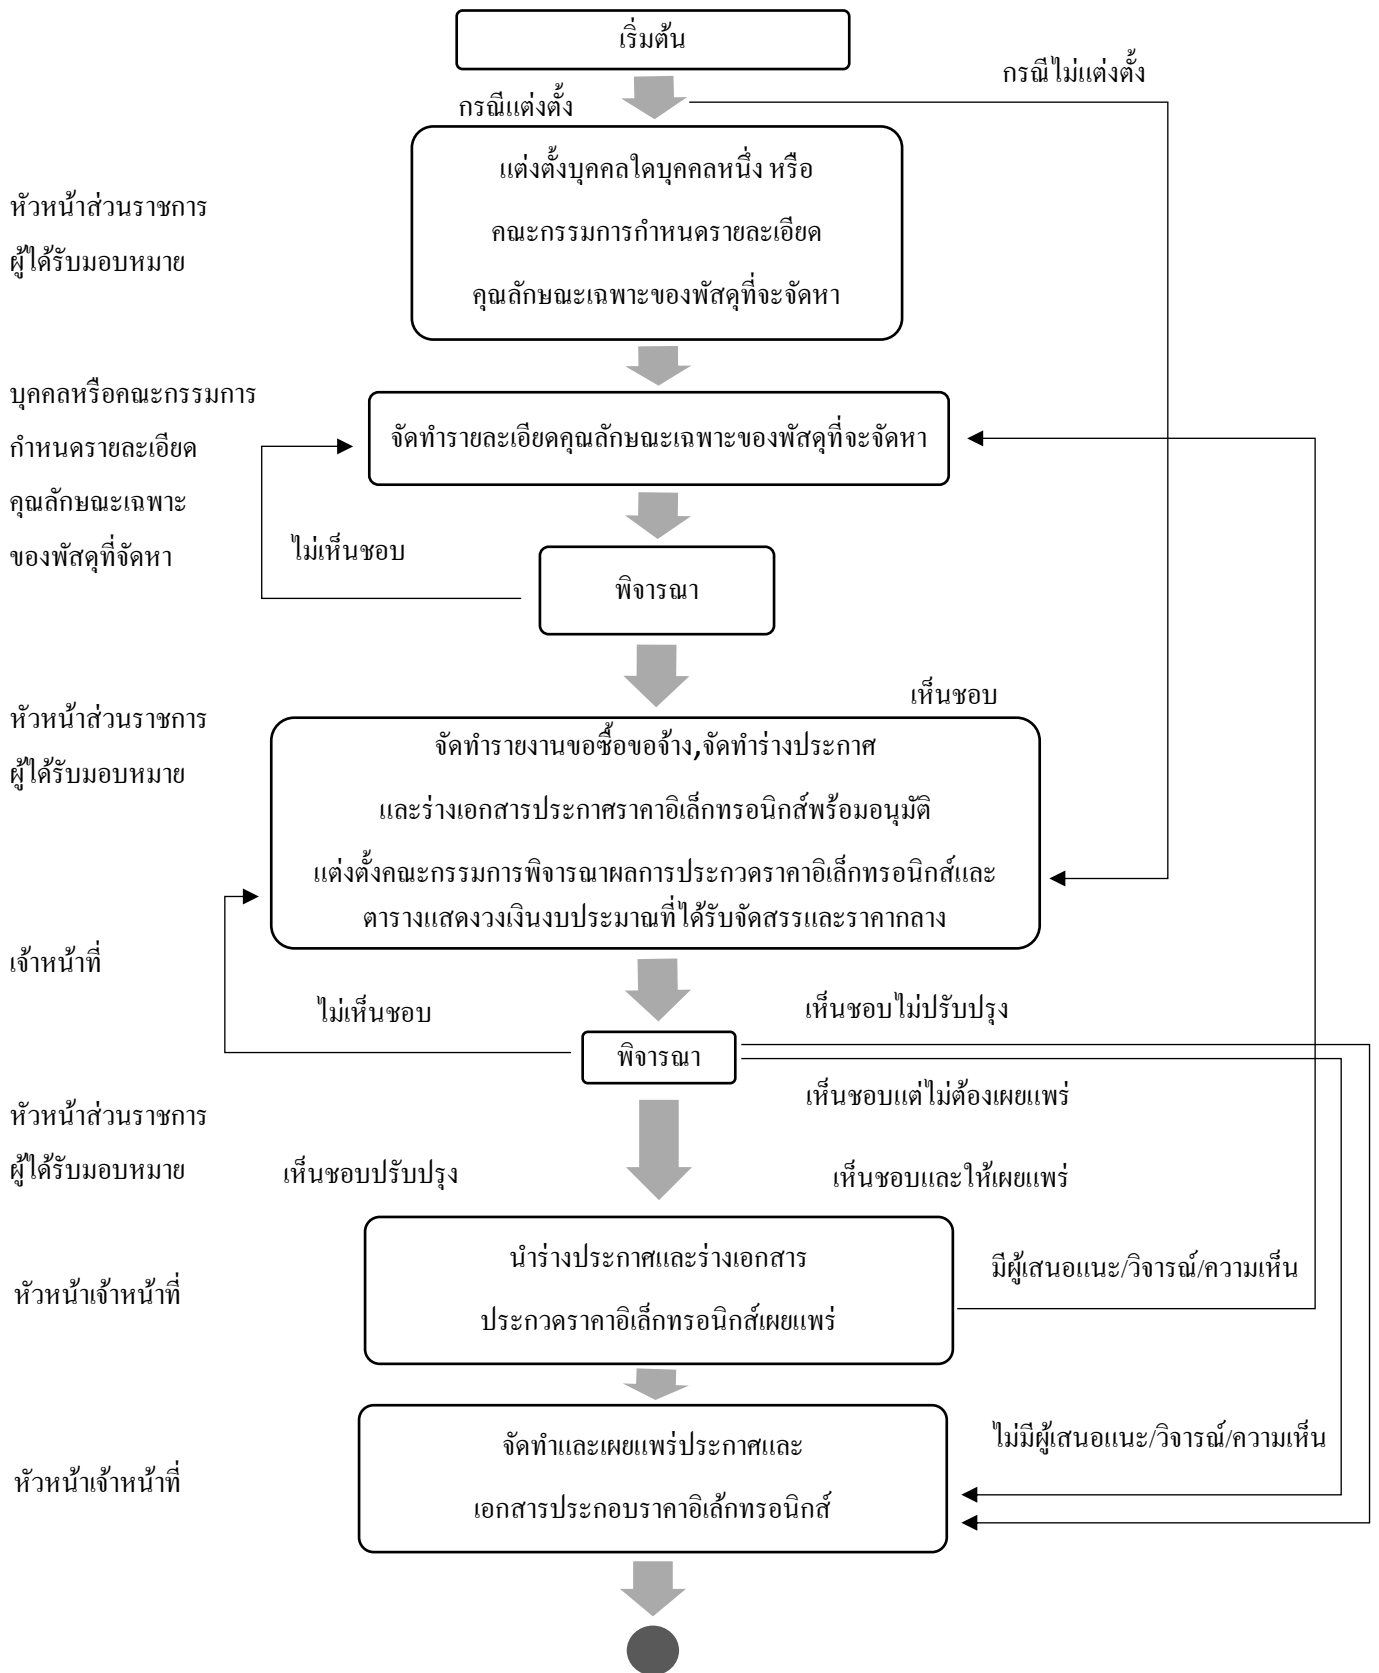 เริ่มต้น
กรณีไม่แต่งตั้ง
กรณีแต่งตั้ง
แต่งตั้งบุคคลใดบุคคลหนึ่ง หรือ
คณะกรรมการกำหนดรายละเอียด
คุณลักษณะเฉพาะของพัสดุที่จะจัดหา
หัวหน้าส่วนราชการ
ผู้ได้รับมอบหมาย
บุคคลหรือคณะกรรมการ
กำหนดรายละเอียด
คุณลักษณะเฉพาะ
ของพัสดุที่จัดหา
จัดทำรายละเอียดคุณลักษณะเฉพาะของพัสดุที่จะจัดหา
ไม่เห็นชอบ
พิจารณา
เห็นชอบ
หัวหน้าส่วนราชการ
ผู้ได้รับมอบหมาย
จัดทำรายงานขอซื้อขอจ้าง,จัดทำร่างประกาศ
และร่างเอกสารประกาศราคาอิเล็กทรอนิกส์พร้อมอนุมัติ
แต่งตั้งคณะกรรมการพิจารณาผลการประกวดราคาอิเล็กทรอนิกส์และ
ตารางแสดงวงเงินงบประมาณที่ได้รับจัดสรรและราคากลาง
เจ้าหน้าที่
ไม่เห็นชอบ
เห็นชอบไม่ปรับปรุง
พิจารณา
เห็นชอบแต่ไม่ต้องเผยแพร่
หัวหน้าส่วนราชการ
ผู้ได้รับมอบหมาย
เห็นชอบปรับปรุง
เห็นชอบและให้เผยแพร่
นำร่างประกาศและร่างเอกสาร
ประกวดราคาอิเล็กทรอนิกส์เผยแพร่
มีผู้เสนอแนะ/วิจารณ์/ความเห็น
หัวหน้าเจ้าหน้าที่
จัดทำและเผยแพร่ประกาศและ
เอกสารประกอบราคาอิเล้กทรอนิกส์
ไม่มีผู้เสนอแนะ/วิจารณ์/ความเห็น
หัวหน้าเจ้าหน้าที่